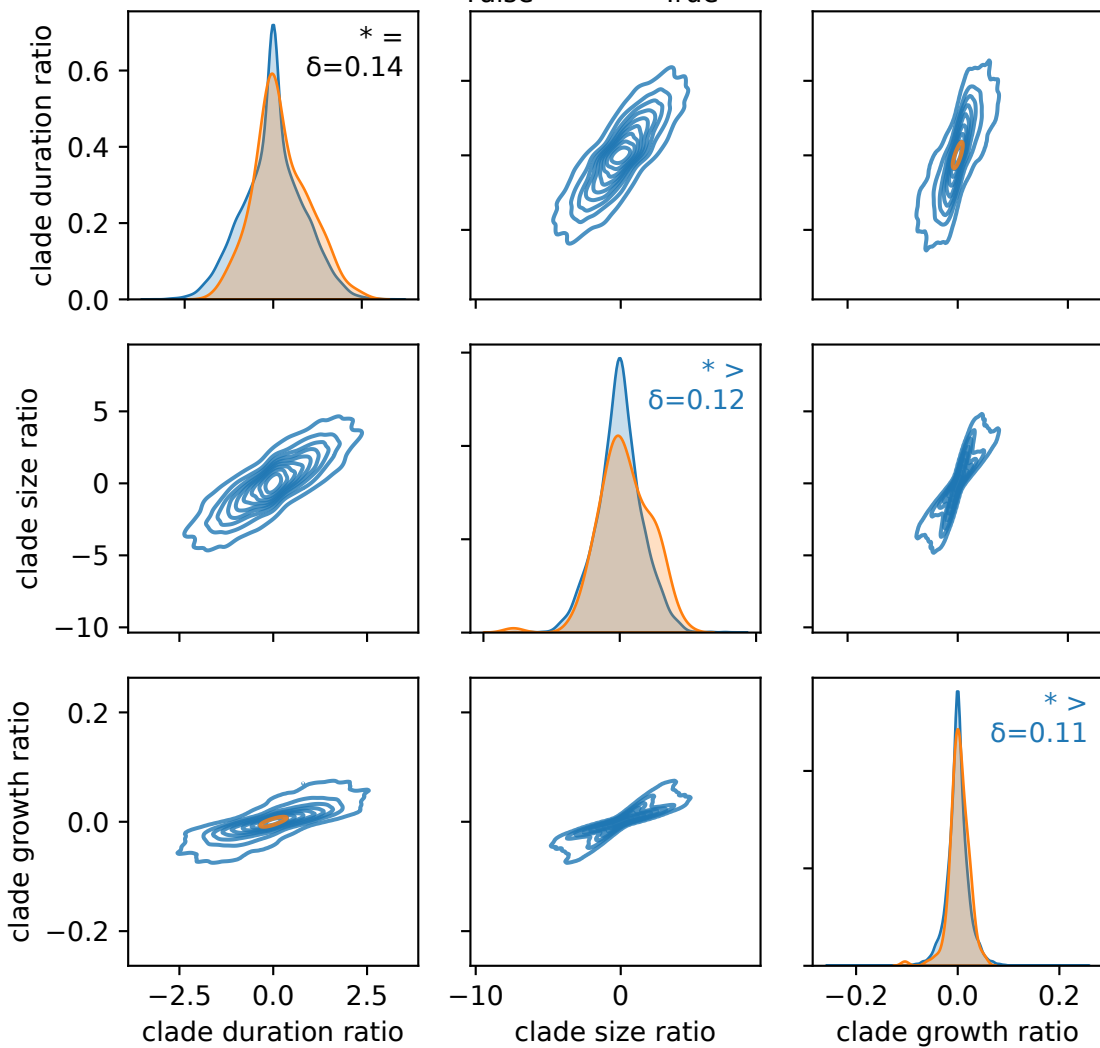 clade duration ratio
0.6
0.4
0.2
0.0
* =
δ=0.14
clade size ratio
5
0
−5
−10
* >
δ=0.12
clade growth ratio
0.2
0.0
−0.2
* >
δ=0.11
−2.5 0.0 2.5
−10 0
−0.2 0.0 0.2
clade duration ratio
clade size ratio
clade growth ratio